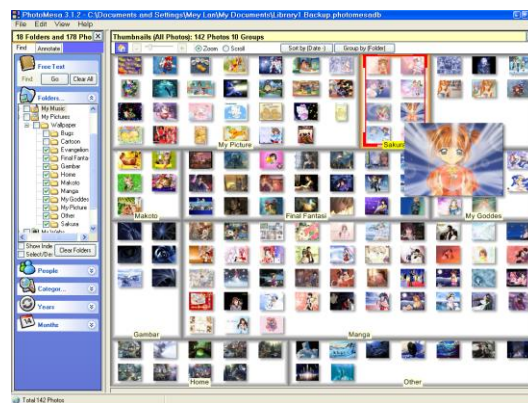 PhotoMesa 3.1.2 - C:\Documents and Settings\Mey Lan\My Documents\Library1 Backup.photomesadb
File Edit View Help
18 Folders and 178 Pho
Thumbnails (All Photos): 142 Photos 10 Groups
Find Annotate
Zoom Scroll Sort by (Date) Group by (Folder)
Free Text
Find Go Clear All
Folders...
My Music
My Pictures
Wallpaper
Bugs
Cartoon
Evangelion
Final Fanta
Gambar
Home
Makoto
Manga
My Goddes
My Picture
Other
Sakura
Show Inde
Select/De
Clear Folders
People
Categor...
Years
Months
My Picture
Sakura
Makoto
Final Fantasi
My Goddes
Gambar
Manga
Home
Other
Total 142 Photos